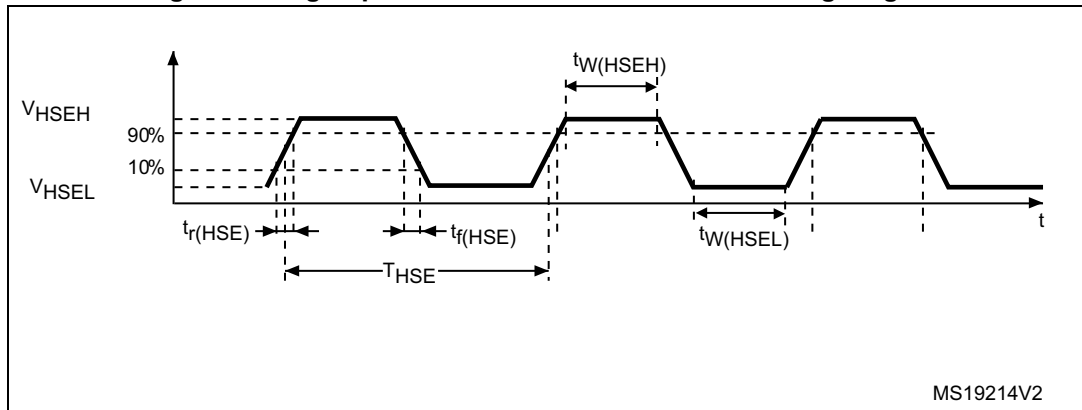 tW(HSEH)
VHSEH
90%
10%
VHSEL
tr(HSE)
tf(HSE)
tW(HSEL)
t
THSE
MS19214V2